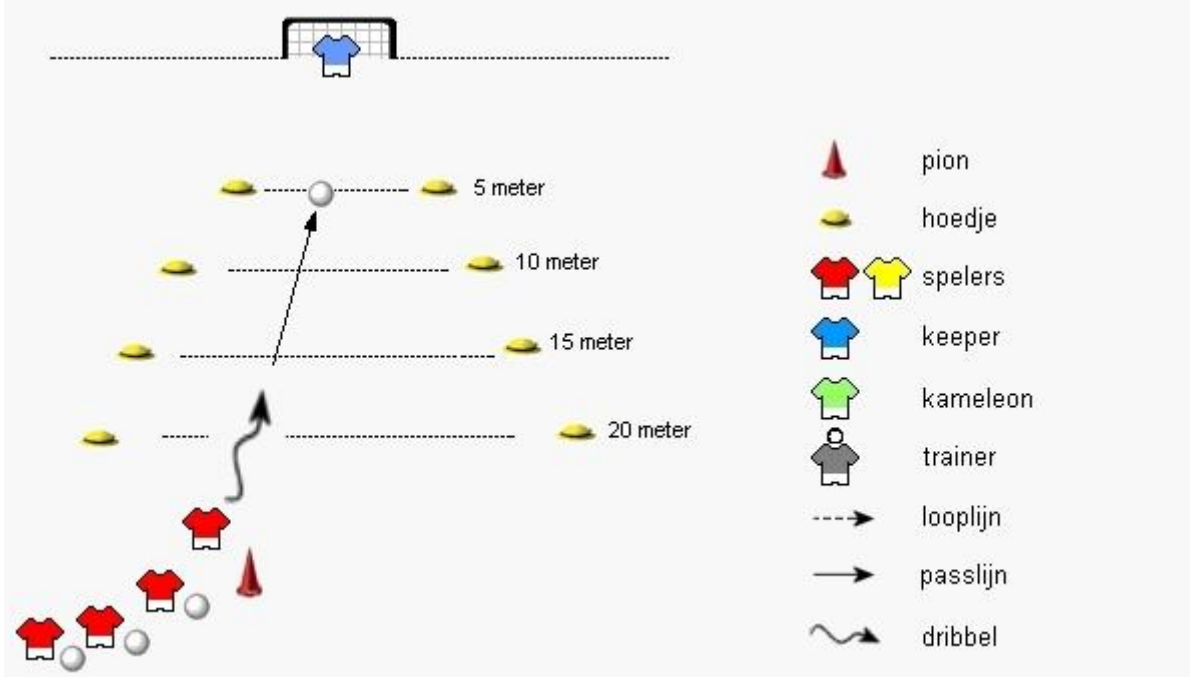 5 meter
10 meter
15 meter
20 meter
pion
hoedje
spelers
keeper
kameleon
trainer
looplijn
passlijn
dribbel